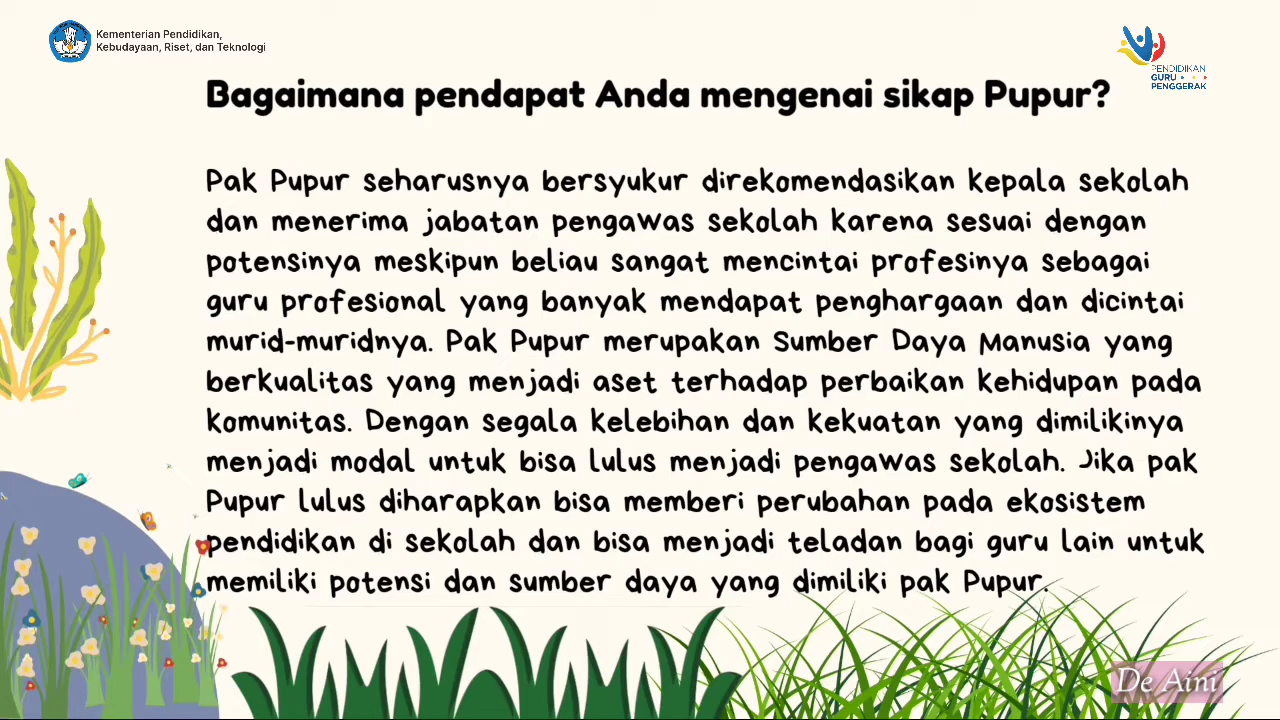 Kementerian Pendidikan,
Kebudayaan, Riset, dan Teknologi
PENDIDIKAN
GURU
PENGGERAK
Bagaimana pendapat Anda mengenai sikap Pupur?
Pak Pupur seharusnya bersyukur direkomendasikan kepala sekolah
dan menerima jabatan pengawas sekolah karena sesuai dengan
potensinya meskipun beliau sangat mencintai profesinya sebagai
guru profesional yang banyak mendapat penghargaan dan dicintai
murid-muridnya. Pak Pupur merupakan Sumber Daya Manusia yang
berkualitas yang menjadi aset terhadap perbaikan kehidupan pada
komunitas. Dengan segala kelebihan dan kekuatan yang dimilikinya
menjadi modal untuk bisa lulus menjadi pengawas sekolah. Jika pak
Pupur lulus diharapkan bisa memberi perubahan pada ekosistem
pendidikan di sekolah dan bisa menjadi teladan bagi guru lain untuk
memiliki potensi dan sumber daya yang dimiliki pak Pupur.
De Aini